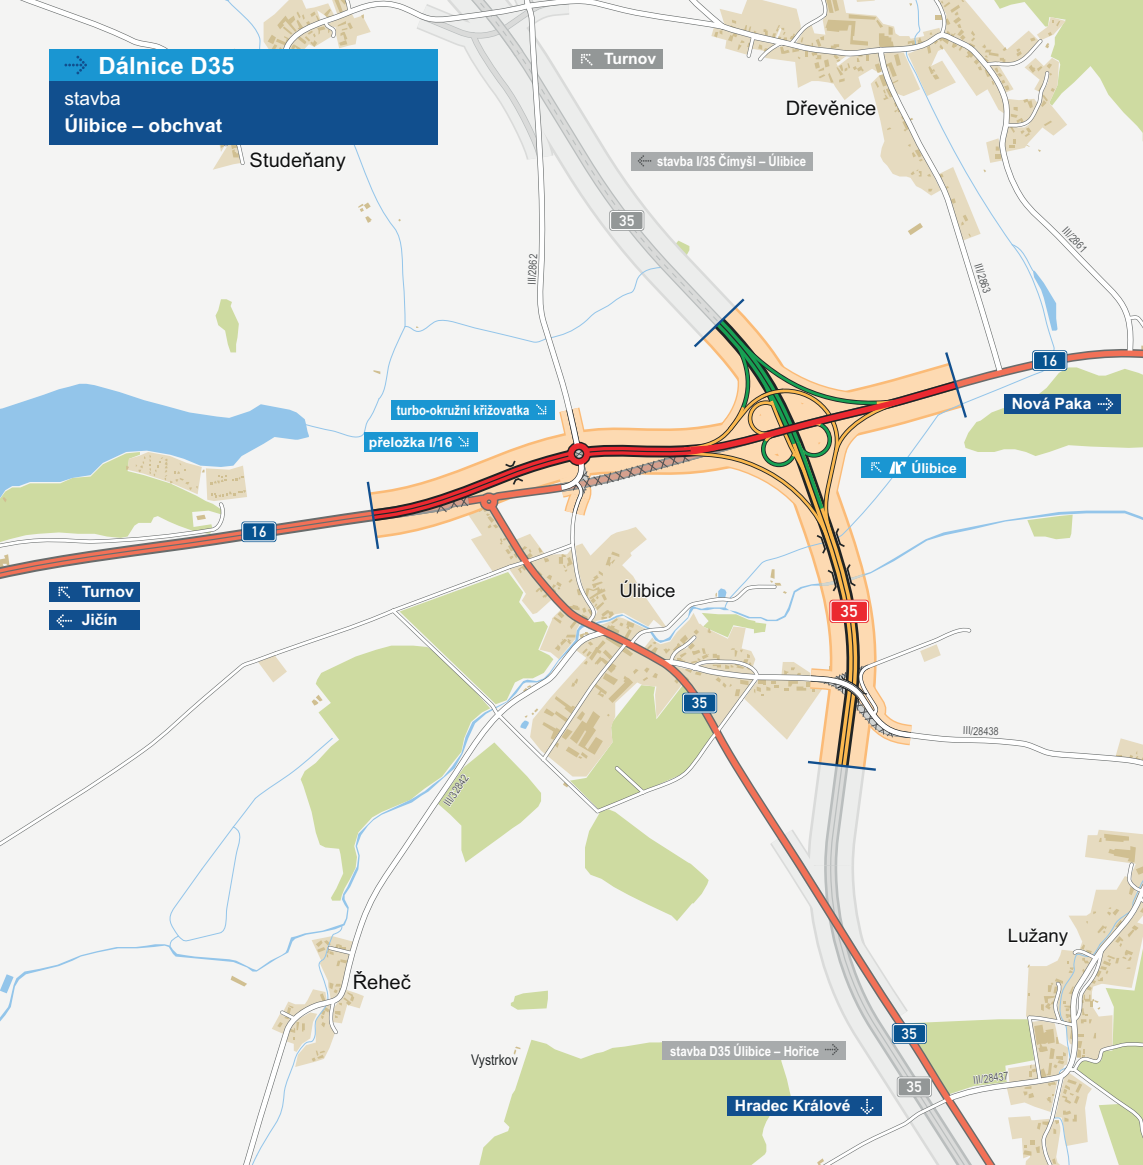 Dálnice D35
stavba
Úlibice – obchvat
Turnov
Dřevěnice
Studeňany
stavba I/35 Čímyšl – Úlibice
35
III/2861
III/2862
III/2863
16
Nová Paka
turbo-okružní křižovatka
přeložka I/16
Úlibice
16
Turnov
Jičín
Úlibice
35
35
III/28438
III/32842
Lužany
Řeheč
35
stavba D35 Úlibice – Hořice
Vystrkov
III/28437
35
Hradec Králové